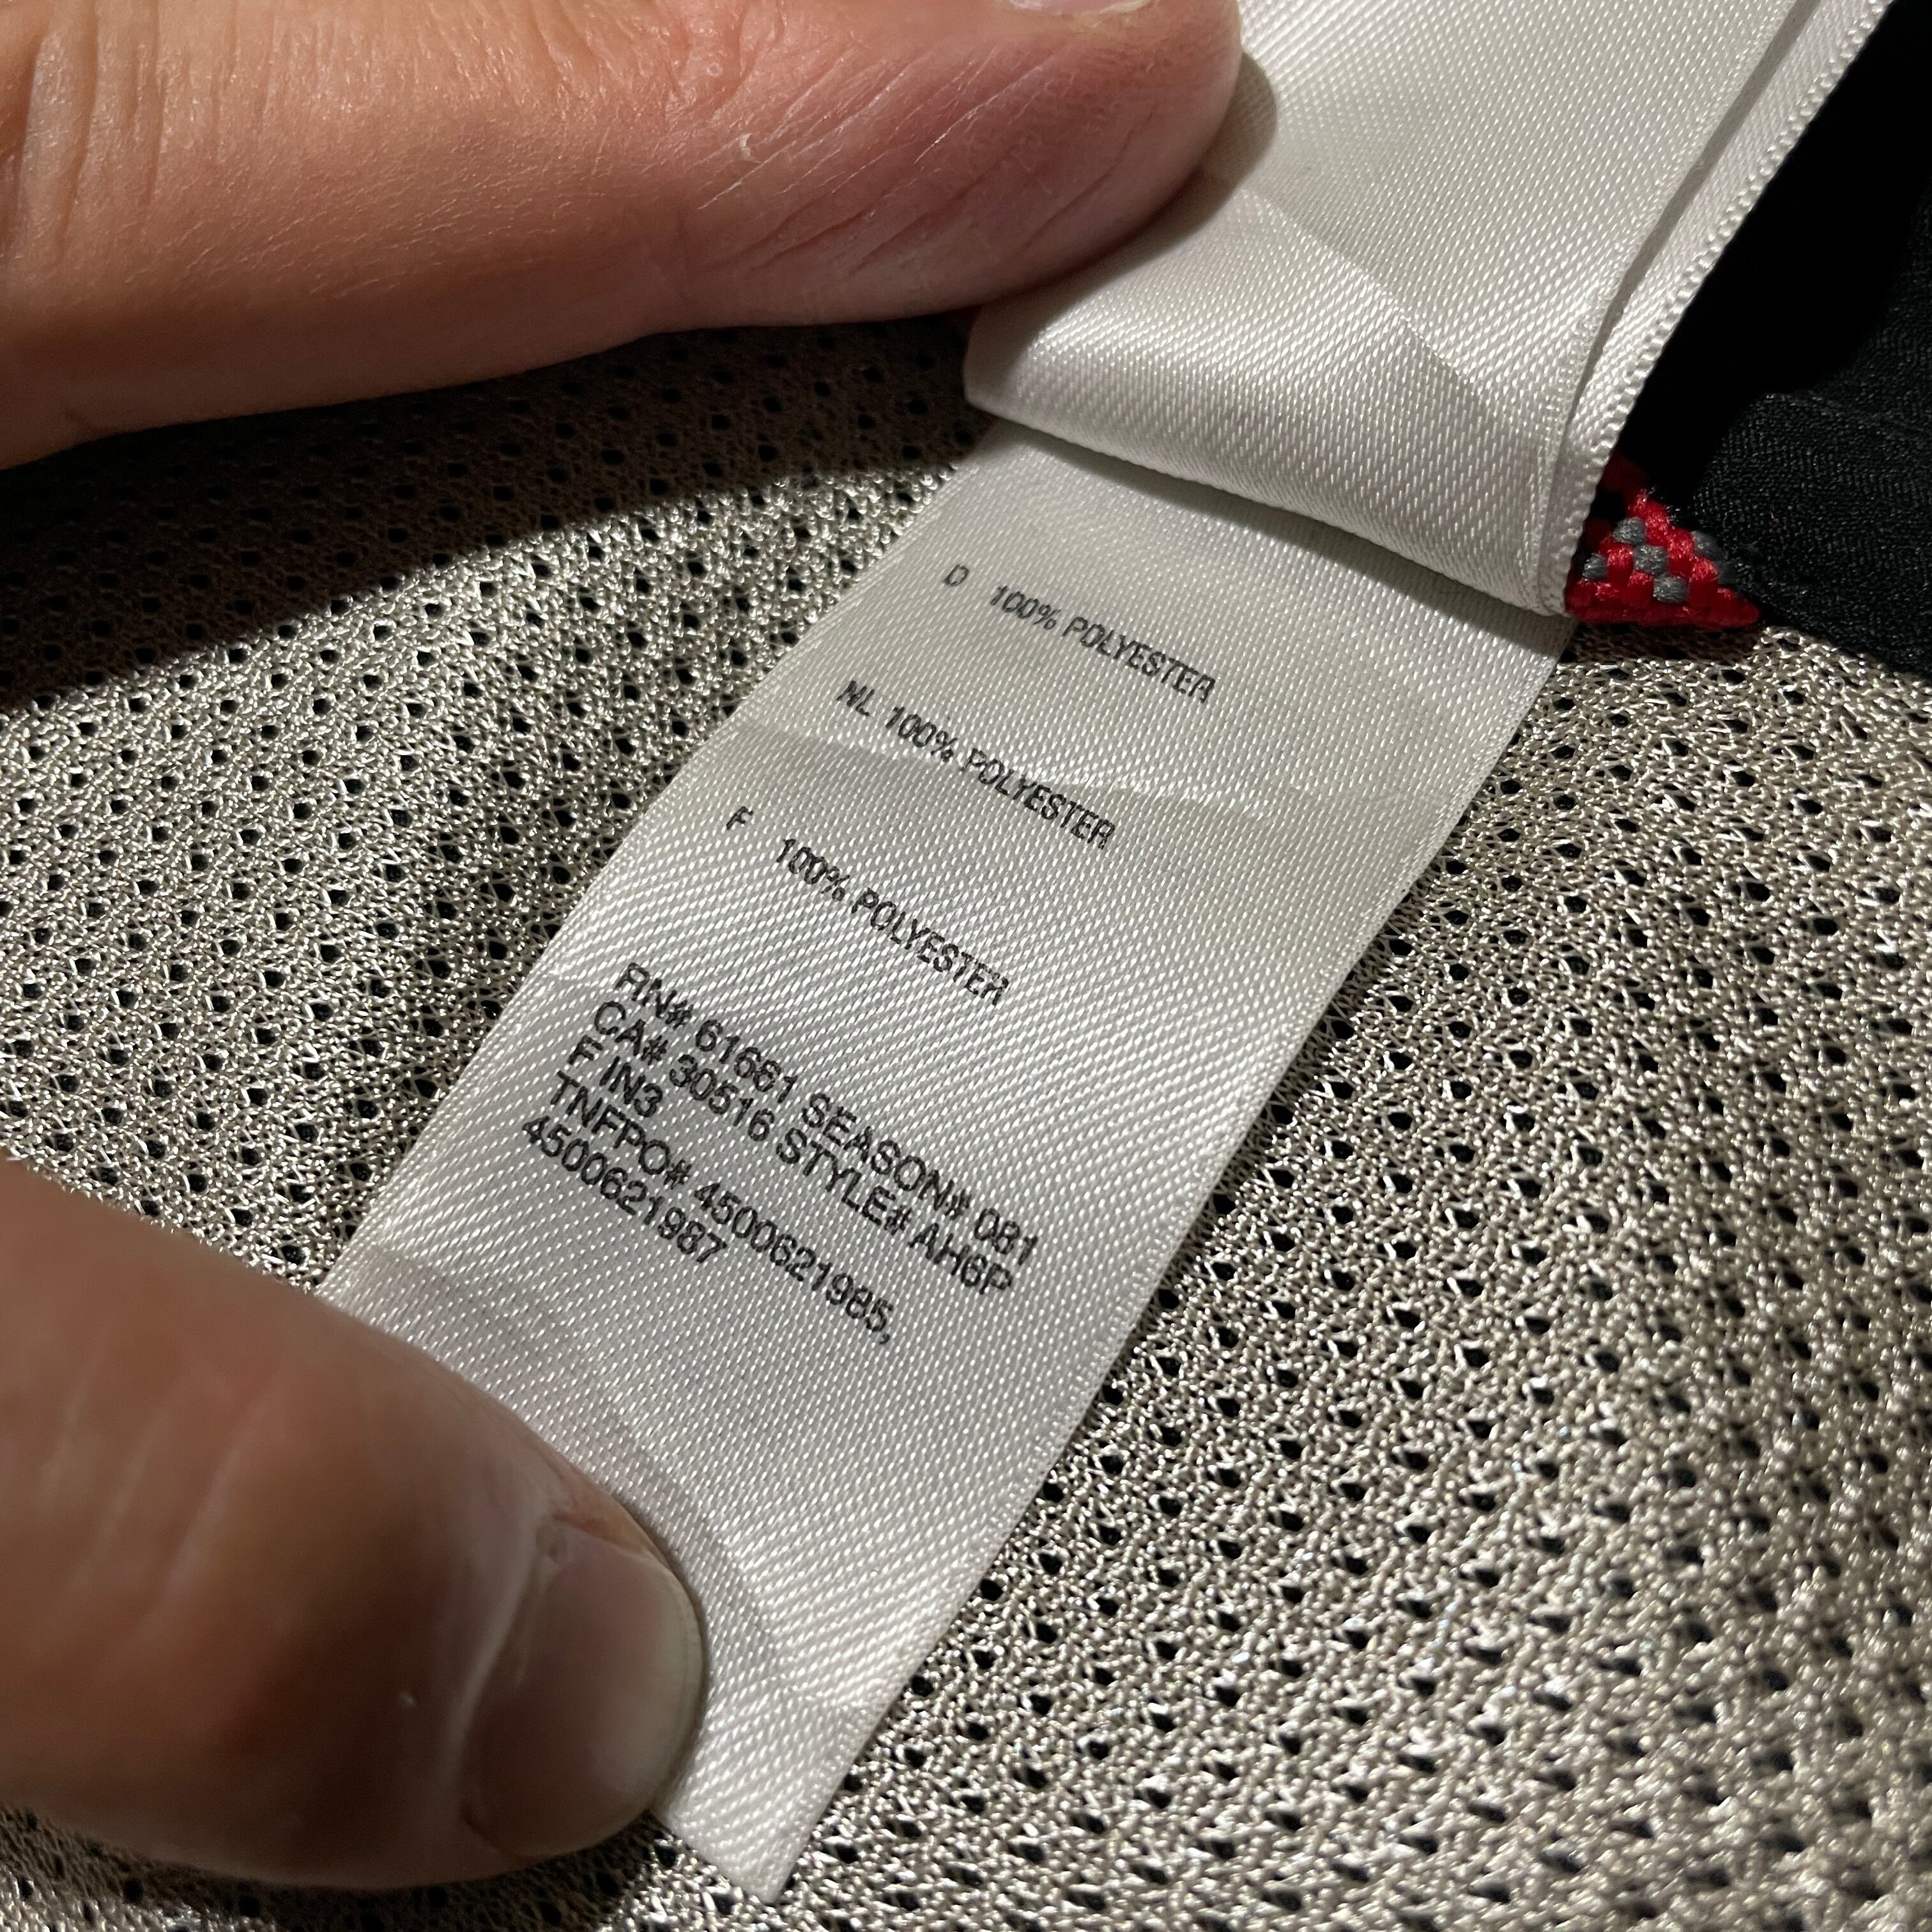 D 100% POLYESTER
NL 100% POLYESTER
F 100% POLYESTER
RN# 61661 SEASON# 081
CA# 30516 STYLE# AH6P
F IN3
TNFPO# 4500621985,
4500621987